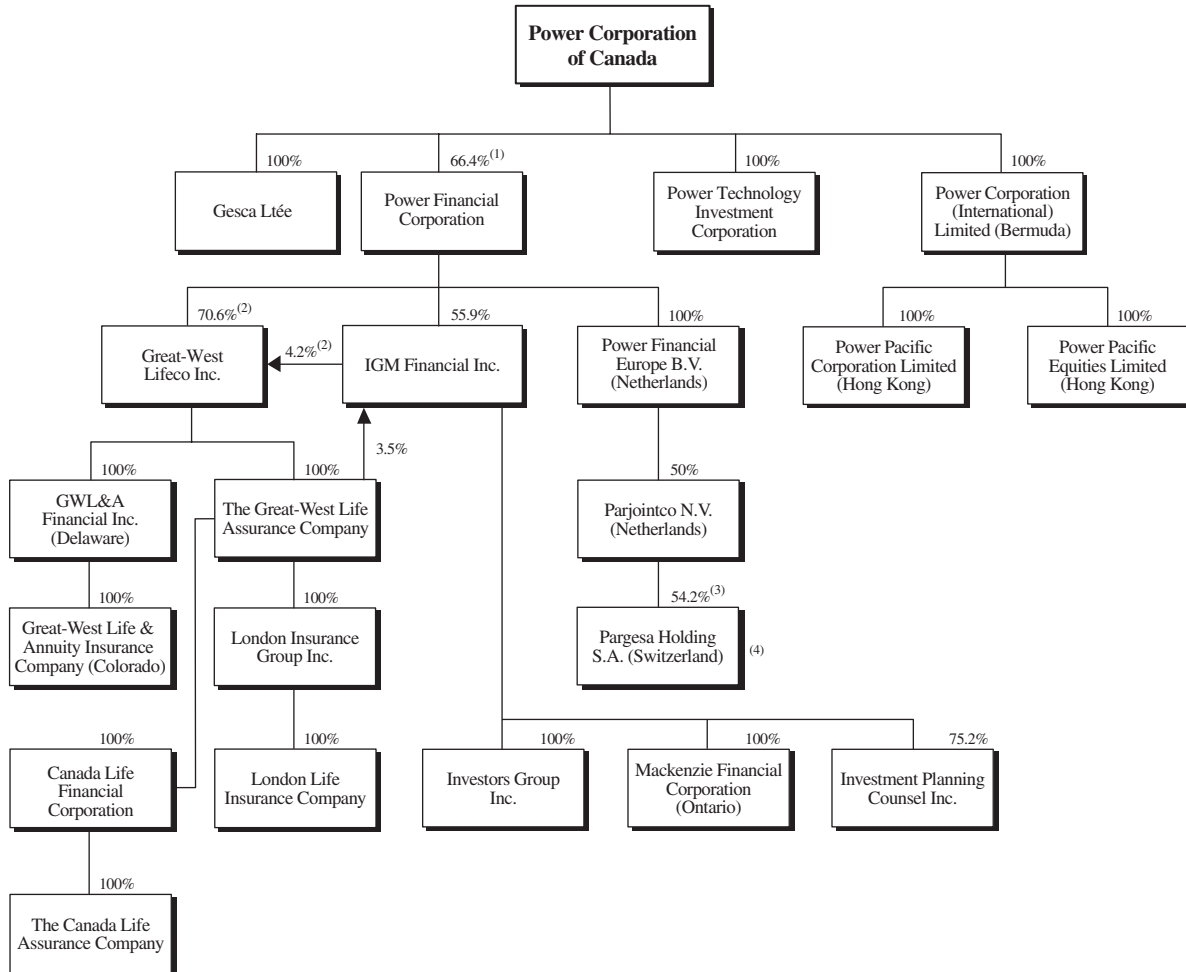 Power Corporation
of Canada
100%
Gesca Ltée
66.4%(1)
Power Financial
Corporation
100%
Power Technology
Investment
Corporation
100%
Power Corporation
(International)
Limited (Bermuda)
70.6%(2)
Great-West
Lifeco Inc.
4.2%(2)
55.9%
IGM Financial Inc.
100%
Power Financial
Europe B.V.
(Netherlands)
100%
Power Pacific
Corporation Limited
(Hong Kong)
100%
Power Pacific
Equities Limited
(Hong Kong)
3.5%
100%
GWL&A
Financial Inc.
(Delaware)
100%
The Great-West Life
Assurance Company
50%
Parjointco N.V.
(Netherlands)
100%
Great-West Life &
Annuity Insurance
Company (Colorado)
100%
London Insurance
Group Inc.
54.2%(3)
Pargesa Holding
S.A. (Switzerland)
(4)
100%
Canada Life
Financial
Corporation
100%
London Life
Insurance Company
100%
Investors Group
Inc.
100%
Mackenzie Financial
Corporation
(Ontario)
75.2%
Investment Planning
Counsel Inc.
100%
The Canada Life
Assurance Company